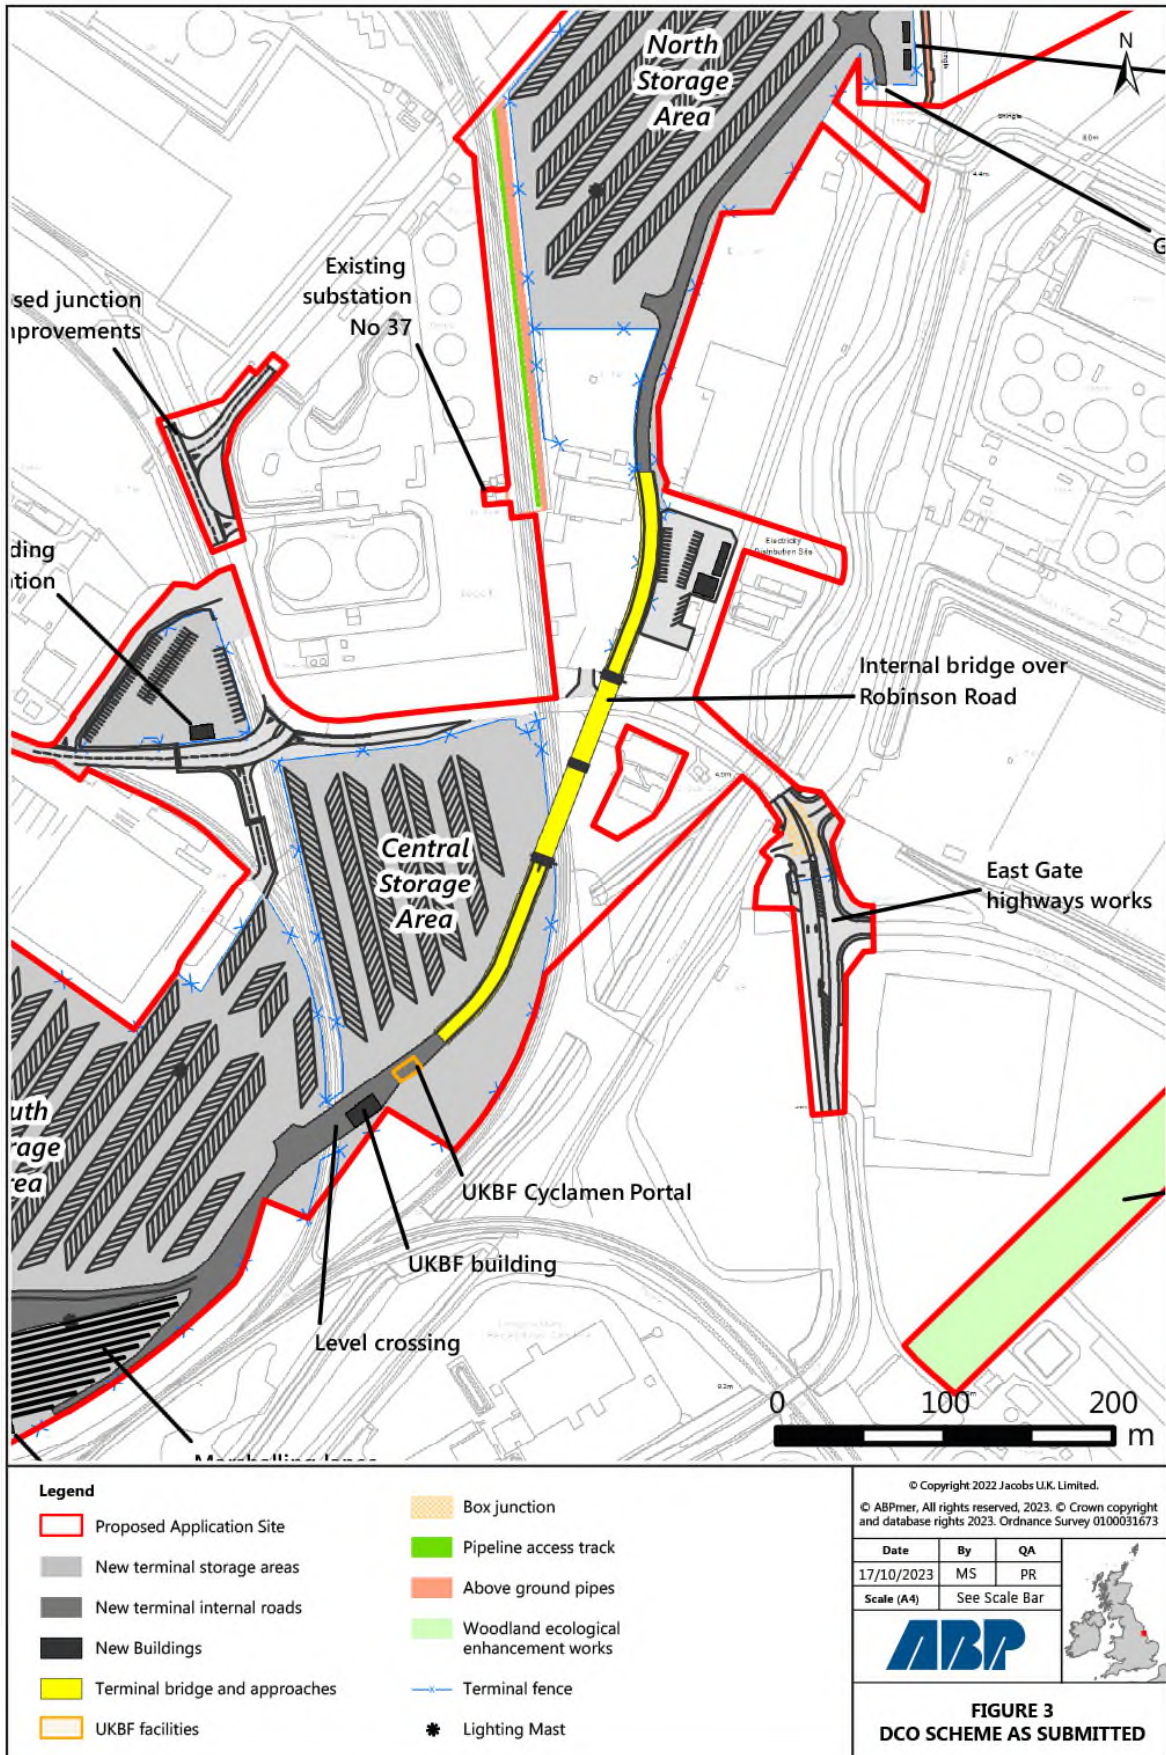 North
Storage
Area
N
Existing
substation
No 37
sed junction
nprovements
ding
tion
Electricity
Distribution Site
Internal bridge over
Robinson Road
Central
Storage
Area
East Gate
highways works
uth
rage
ea
UKBF Cyclamen Portal
UKBF building
Level crossing
0 100 200
m
Legend
Proposed Application Site
New terminal storage areas
New terminal internal roads
New Buildings
Terminal bridge and approaches
UKBF facilities
Box junction
Pipeline access track
Above ground pipes
Woodland ecological
enhancement works
Terminal fence
Lighting Mast
© Copyright 2022 Jacobs U.K. Limited.
© ABPmer, All rights reserved, 2023. © Crown copyright
and database rights 2023. Ordnance Survey 0100031673
Date By QA
17/10/2023 MS PR
Scale (A4) See Scale Bar
ABP
FIGURE 3
DCO SCHEME AS SUBMITTED